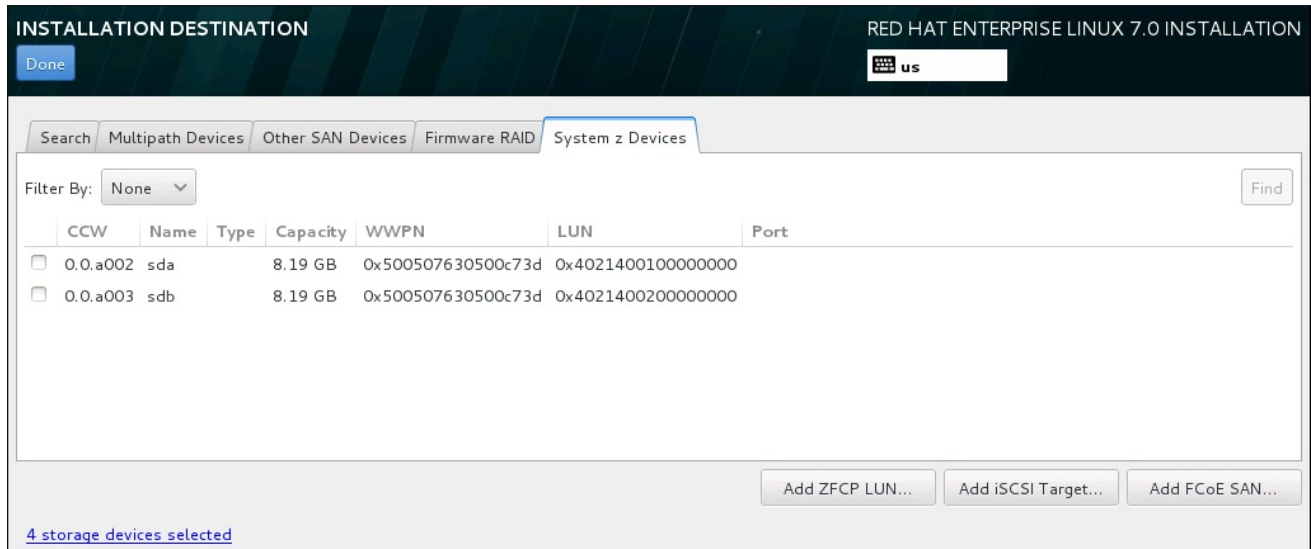 INSTALLATION DESTINATION
RED HAT ENTERPRISE LINUX 7.0 INSTALLATION
Done
us
Search Multipath Devices Other SAN Devices Firmware RAID System z Devices
Filter By: None Find
CCW Name Type Capacity WWPN LUN Port
0.0.a002 sda 8.19 GB 0x500507630500c73d 0x4021400100000000
0.0.a003 sdb 8.19 GB 0x500507630500c73d 0x4021400200000000
Add ZFCP LUN... Add iSCSI Target... Add FCoE SAN...
4 storage devices selected